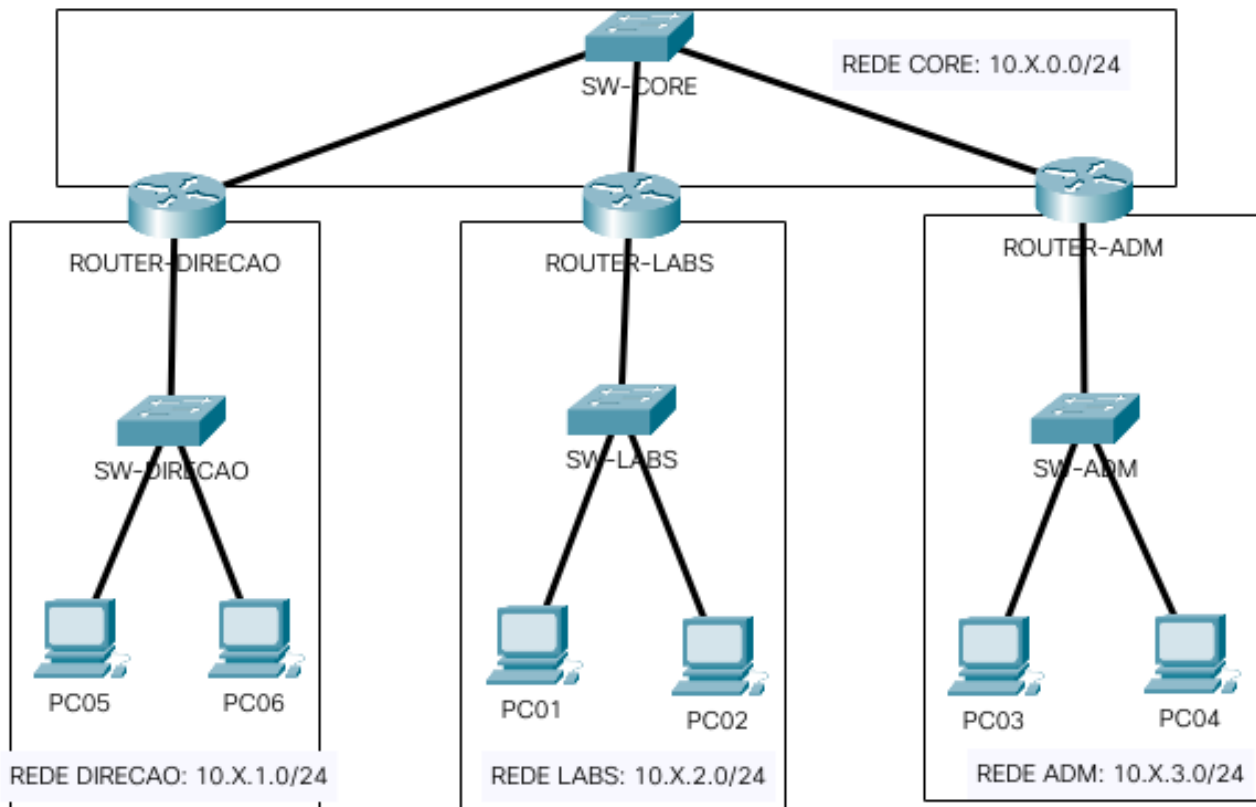 SW-CORE
REDE CORE: 10.X.0.0/24
ROUTER-DIRECAO
ROUTER-LABS
ROUTER-ADM
SW-DIRECAO
SW-LABS
SW-ADM
PC05
PC06
PC01
PC02
PC03
PC04
REDE DIRECAO: 10.X.1.0/24
REDE LABS: 10.X.2.0/24
REDE ADM: 10.X.3.0/24